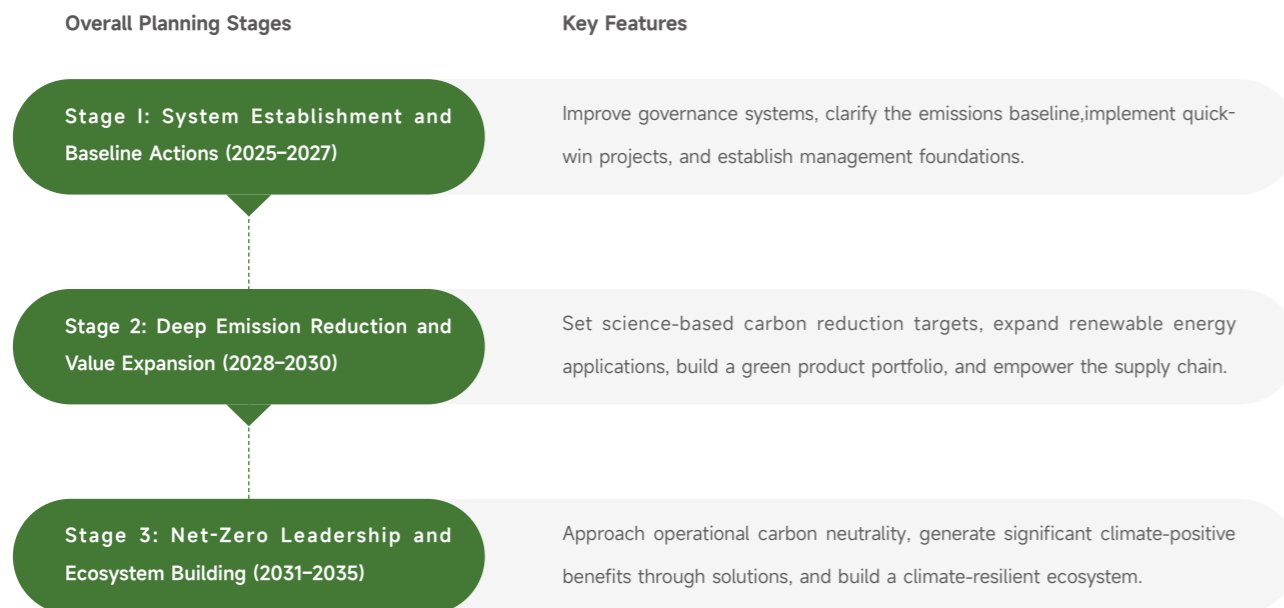 Overall Planning Stages
Key Features
Stage I: System Establishment and
Baseline Actions (2025–2027)
Improve governance systems, clarify the emissions baseline,implement quick-
win projects, and establish management foundations.
Stage 2: Deep Emission Reduction and
Value Expansion (2028–2030)
Set science-based carbon reduction targets, expand renewable energy
applications, build a green product portfolio, and empower the supply chain.
Stage 3: Net-Zero Leadership and
Ecosystem Building (2031–2035)
Approach operational carbon neutrality, generate significant climate-positive
benefits through solutions, and build a climate-resilient ecosystem.